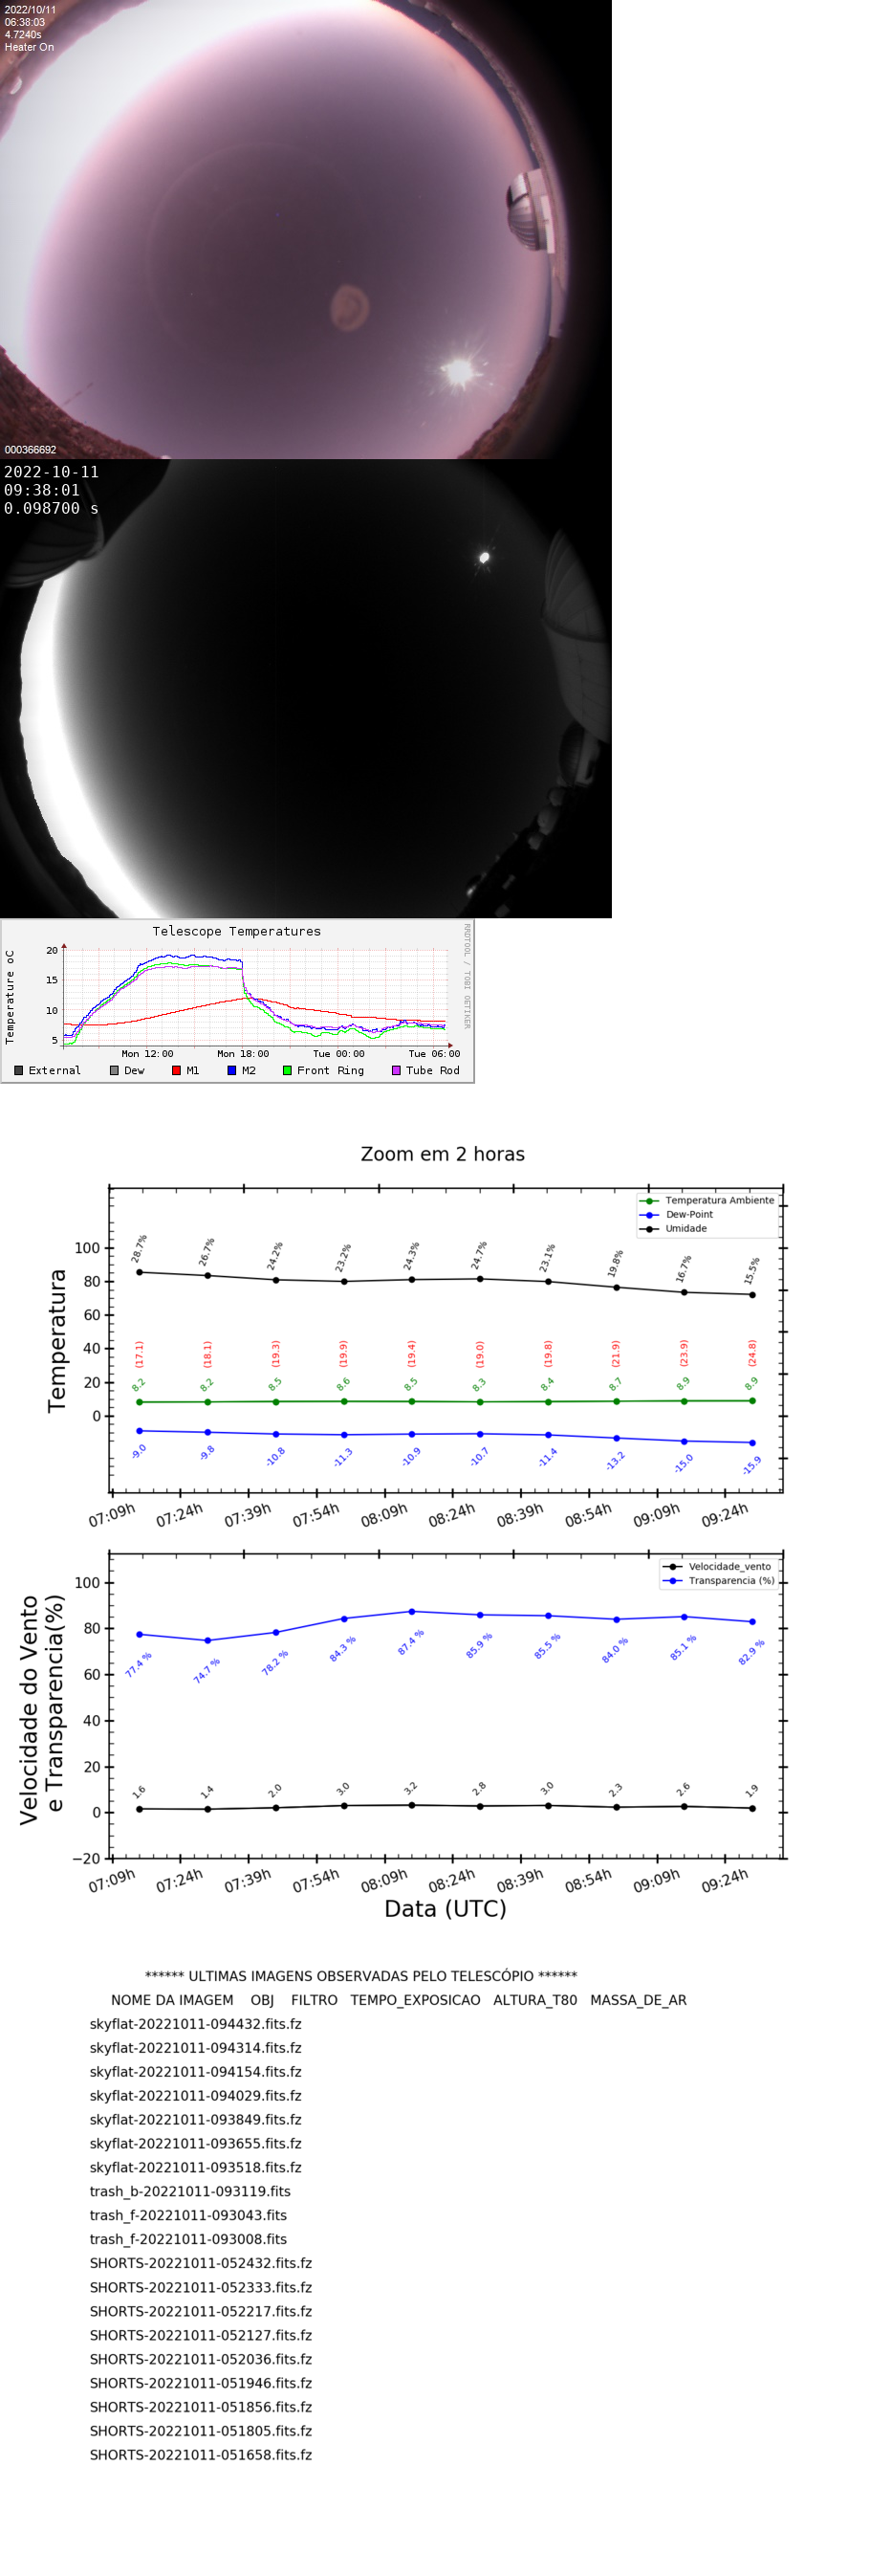 2022/10/11
06:38:03
4.7240s
Heater On
000366692
2022-10-11
09:38:01
0.098700 s
Telescope Temperatures
RRDTOOL / TOBI OETIKER
Temperature oC
20
15
10
5
Mon 12:00 Mon 18:00 Tue 00:00 Tue 06:00
External Dew M1 M2 Front Ring Tube Rod
Zoom em 2 horas
Temperatura Ambiente
Dew-Point
Umidade
Temperatura
100
80
60
40
20
0
28.7% 26.7% 24.2% 23.2% 24.3% 24.7% 23.1% 19.8% 16.7% 15.5%
(17.1) (18.1) (19.3) (19.9) (19.4) (19.0) (19.8) (21.9) (23.9) (24.8)
8.2 8.2 8.5 8.6 8.5 8.3 8.4 8.7 8.9 8.9
-9.0 -9.8 -10.8 -11.3 -10.9 -10.7 -11.4 -13.2 -15.0 -15.9
07:09h 07:24h 07:39h 07:54h 08:09h 08:24h 08:39h 08:54h 09:09h 09:24h
Velocidade_vento
Transparencia (%)
Velocidade do Vento
e Transparencia(%)
100
80
60
40
20
0
−20
77.4 % 74.7 % 78.2 % 84.3 % 87.4 % 85.9 % 85.5 % 84.0 % 85.1 % 82.9 %
1.6 1.4 2.0 3.0 3.2 2.8 3.0 2.3 2.6 1.9
07:09h 07:24h 07:39h 07:54h 08:09h 08:24h 08:39h 08:54h 09:09h 09:24h
Data (UTC)
****** ULTIMAS IMAGENS OBSERVADAS PELO TELESCÓPIO ******
NOME DA IMAGEM OBJ FILTRO TEMPO_EXPOSICAO ALTURA_T80 MASSA_DE_AR
skyflat-20221011-094432.fits.fz
skyflat-20221011-094314.fits.fz
skyflat-20221011-094154.fits.fz
skyflat-20221011-094029.fits.fz
skyflat-20221011-093849.fits.fz
skyflat-20221011-093655.fits.fz
skyflat-20221011-093518.fits.fz
trash_b-20221011-093119.fits
trash_f-20221011-093043.fits
trash_f-20221011-093008.fits
SHORTS-20221011-052432.fits.fz
SHORTS-20221011-052333.fits.fz
SHORTS-20221011-052217.fits.fz
SHORTS-20221011-052127.fits.fz
SHORTS-20221011-052036.fits.fz
SHORTS-20221011-051946.fits.fz
SHORTS-20221011-051856.fits.fz
SHORTS-20221011-051805.fits.fz
SHORTS-20221011-051658.fits.fz